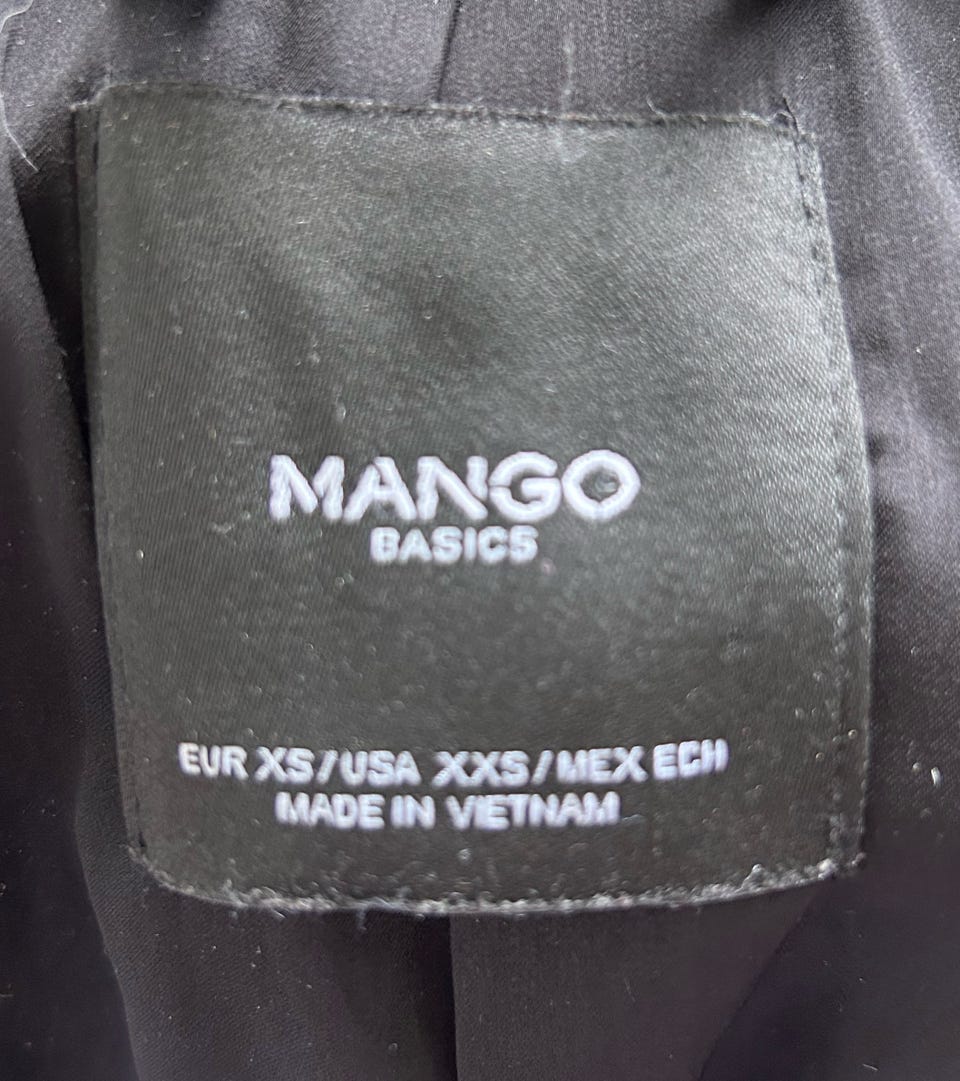 MANGO
BASICS
EUR XS/USA XXS/MEX ECH
MADE IN VIETNAM